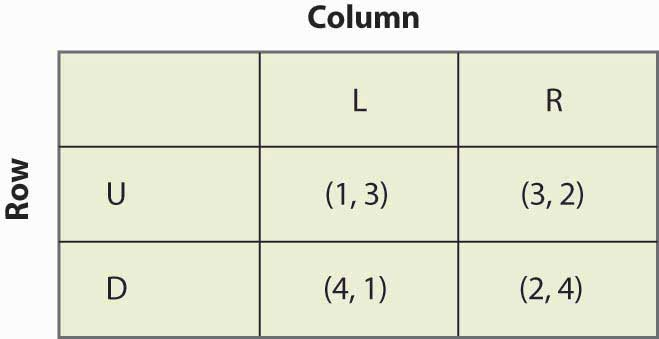 Column
L R
Row
U (1, 3) (3, 2)
D (4, 1) (2, 4)